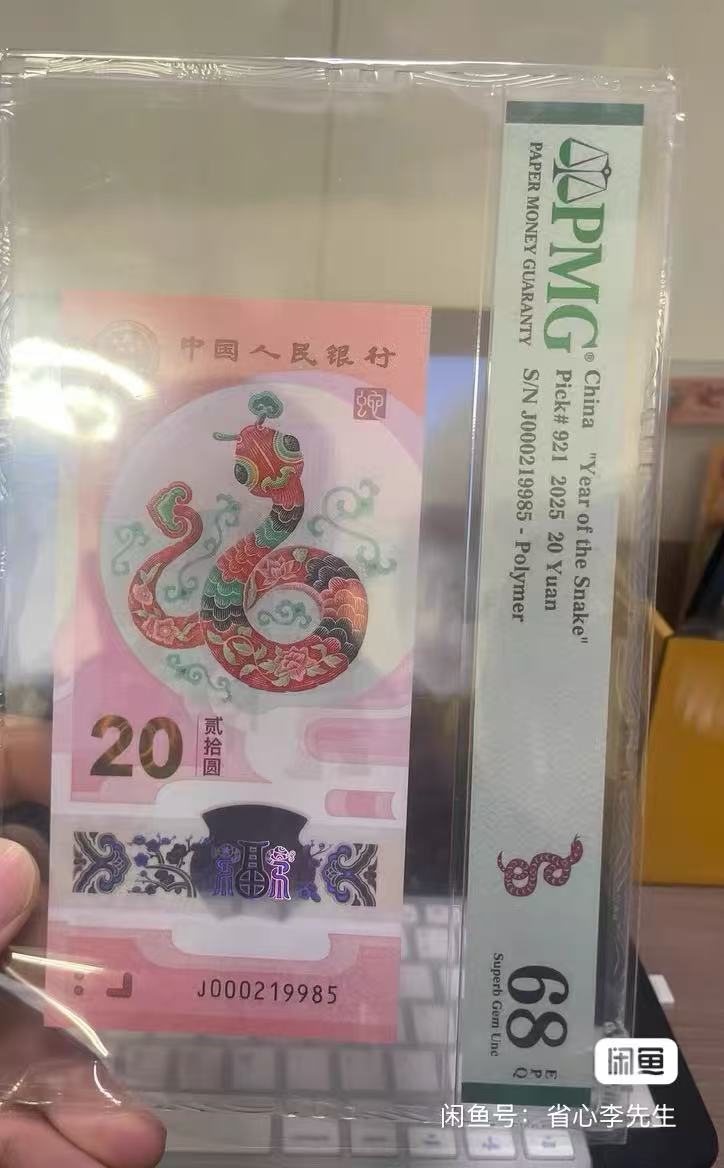 中国人民银行
蛇
20
贰拾圆
福
J000219985
PMG®
PAPER MONEY GUARANTY
China "Year of the Snake"
Pick# 921 2025 20 Yuan
S/N J000219985 - Polymer
68
EPQ
Superb Gem Unc
闲鱼
闲鱼号：省心李先生